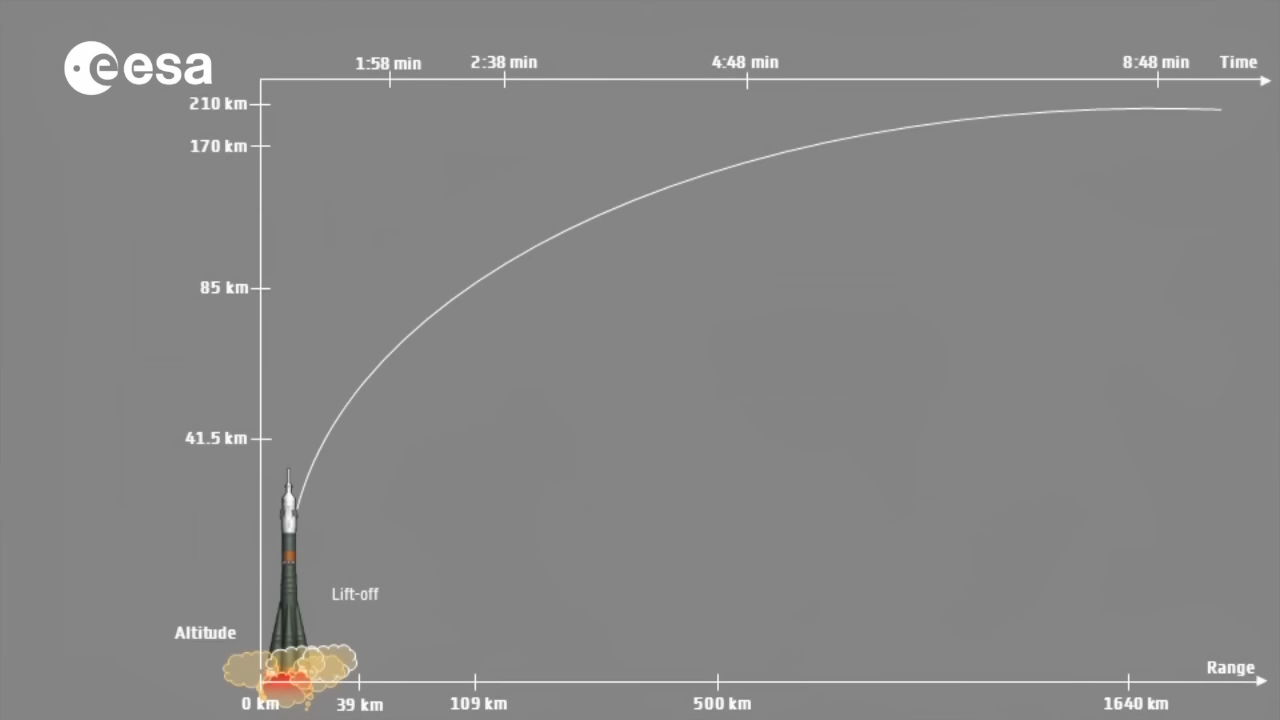 esa
1:58 min 2:38 min 4:48 min 8:48 min Time
210 km
170 km
85 km
41.5 km
Lift-off
Altitude
Range
0 km 39 km 109 km 500 km 1640 km